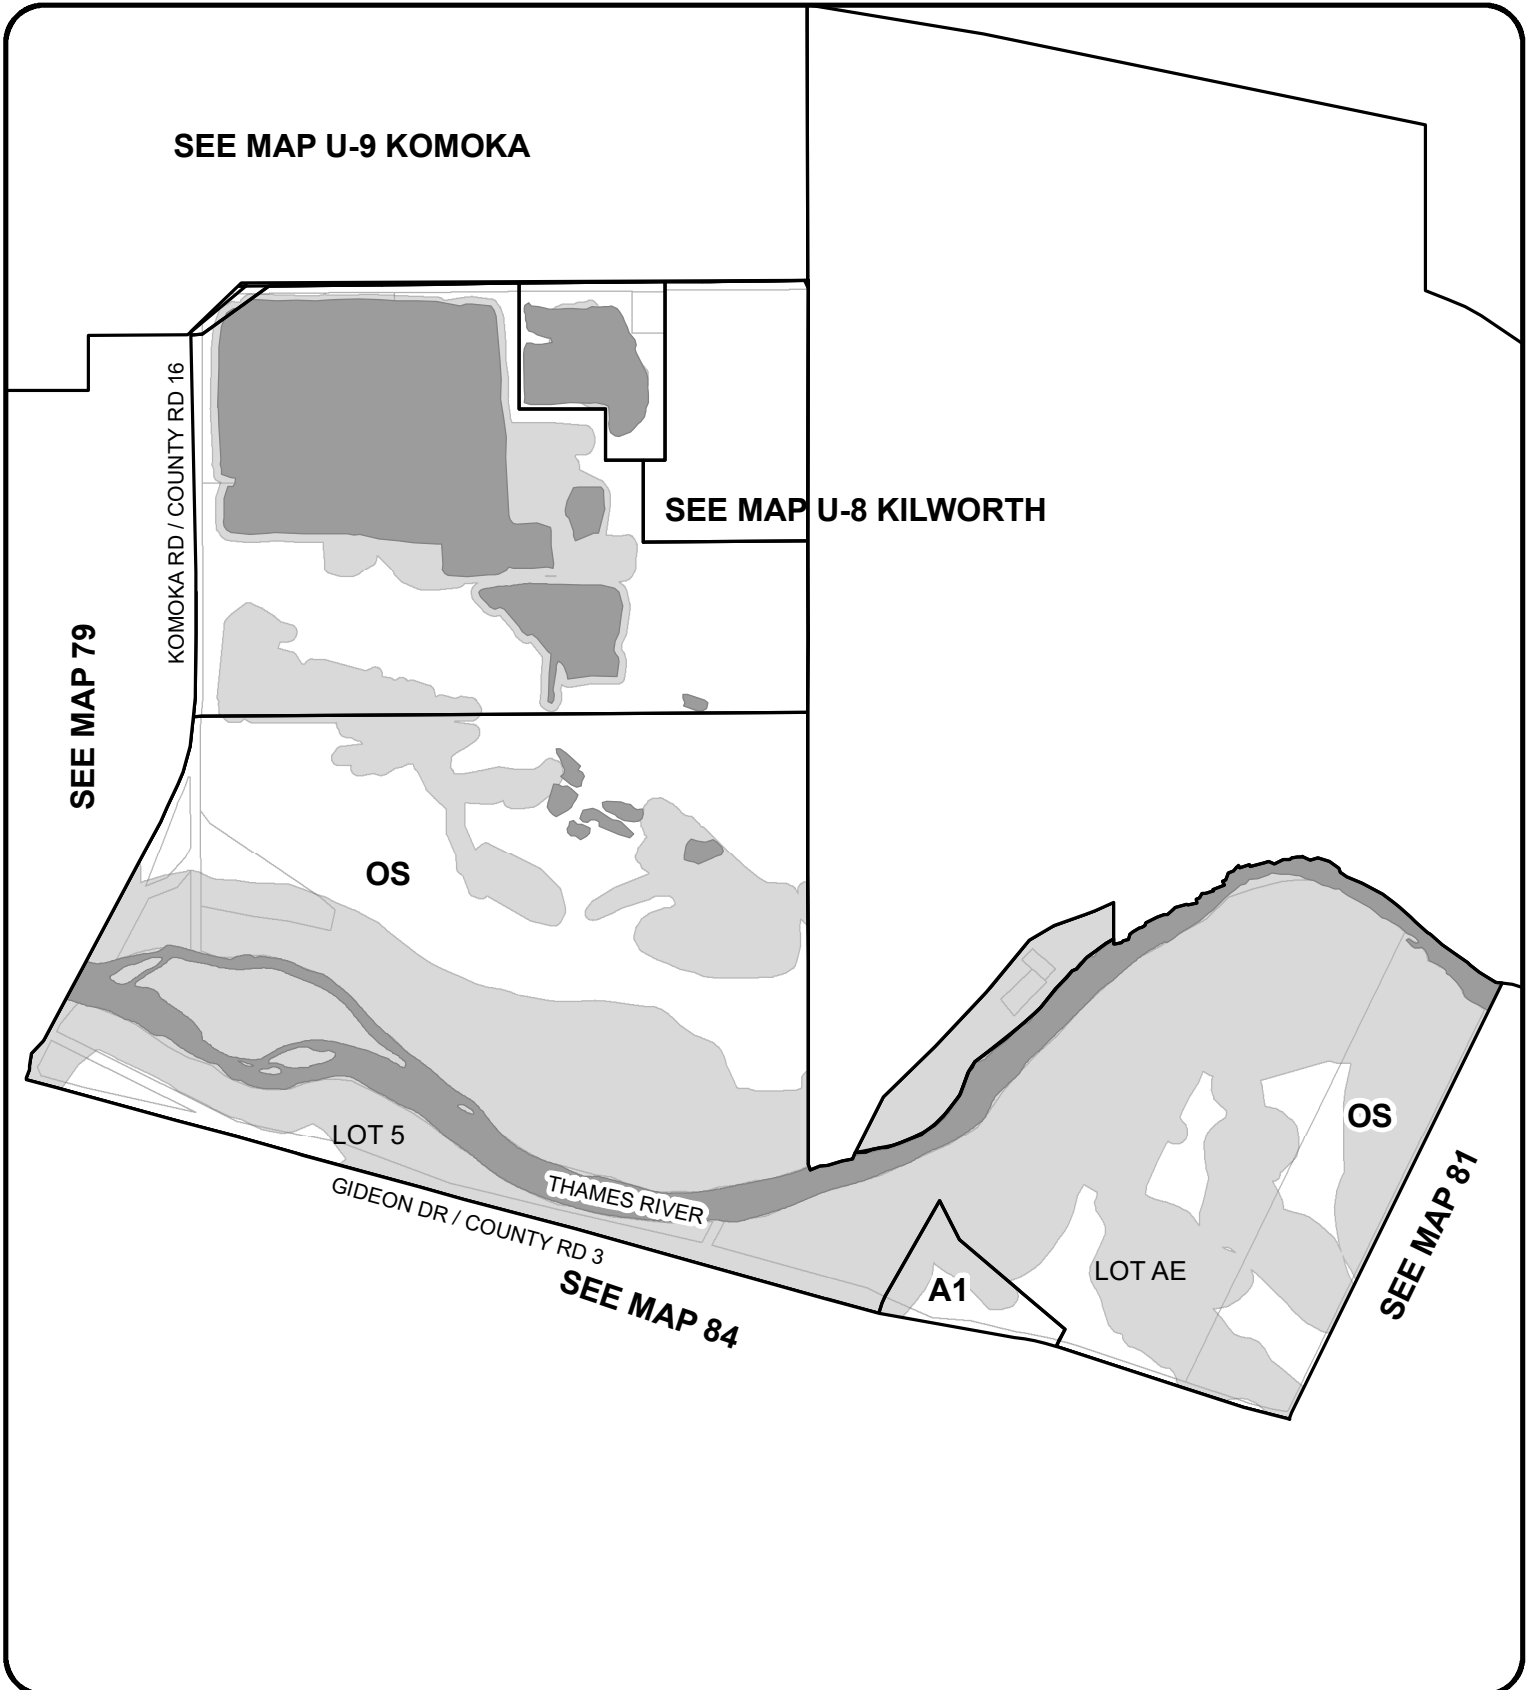 SEE MAP U-9 KOMOKA
KOMOKA RD / COUNTY RD 16
SEE MAP U-8 KILWORTH
SEE MAP 79
OS
OS
LOT 5
THAMES RIVER
GIDEON DR / COUNTY RD 3
SEE MAP 84
A1
LOT AE
SEE MAP 81